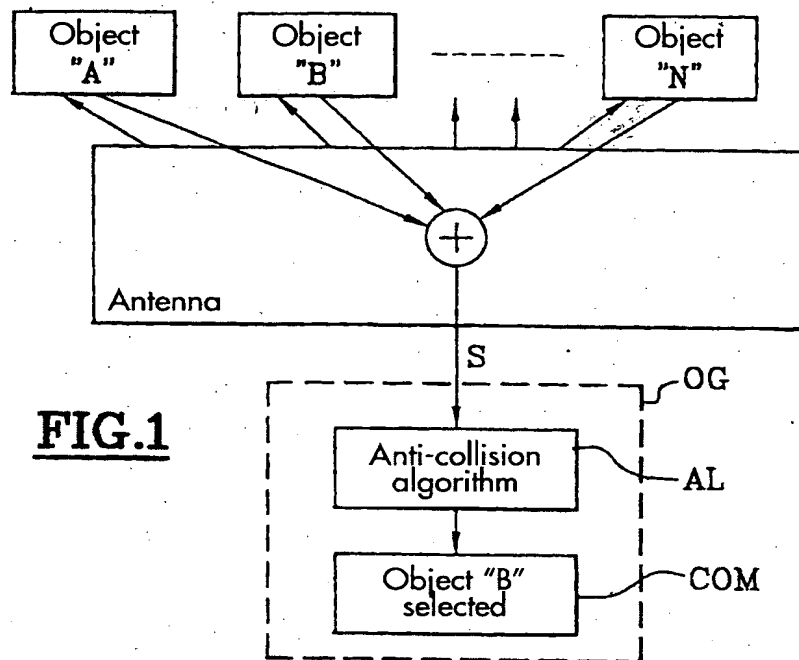 Object
"A"
Object
"B"
Object
"N"
Antenna
S
OG
FIG.1
Anti-collision
algorithm
AL
Object "B"
selected
COM